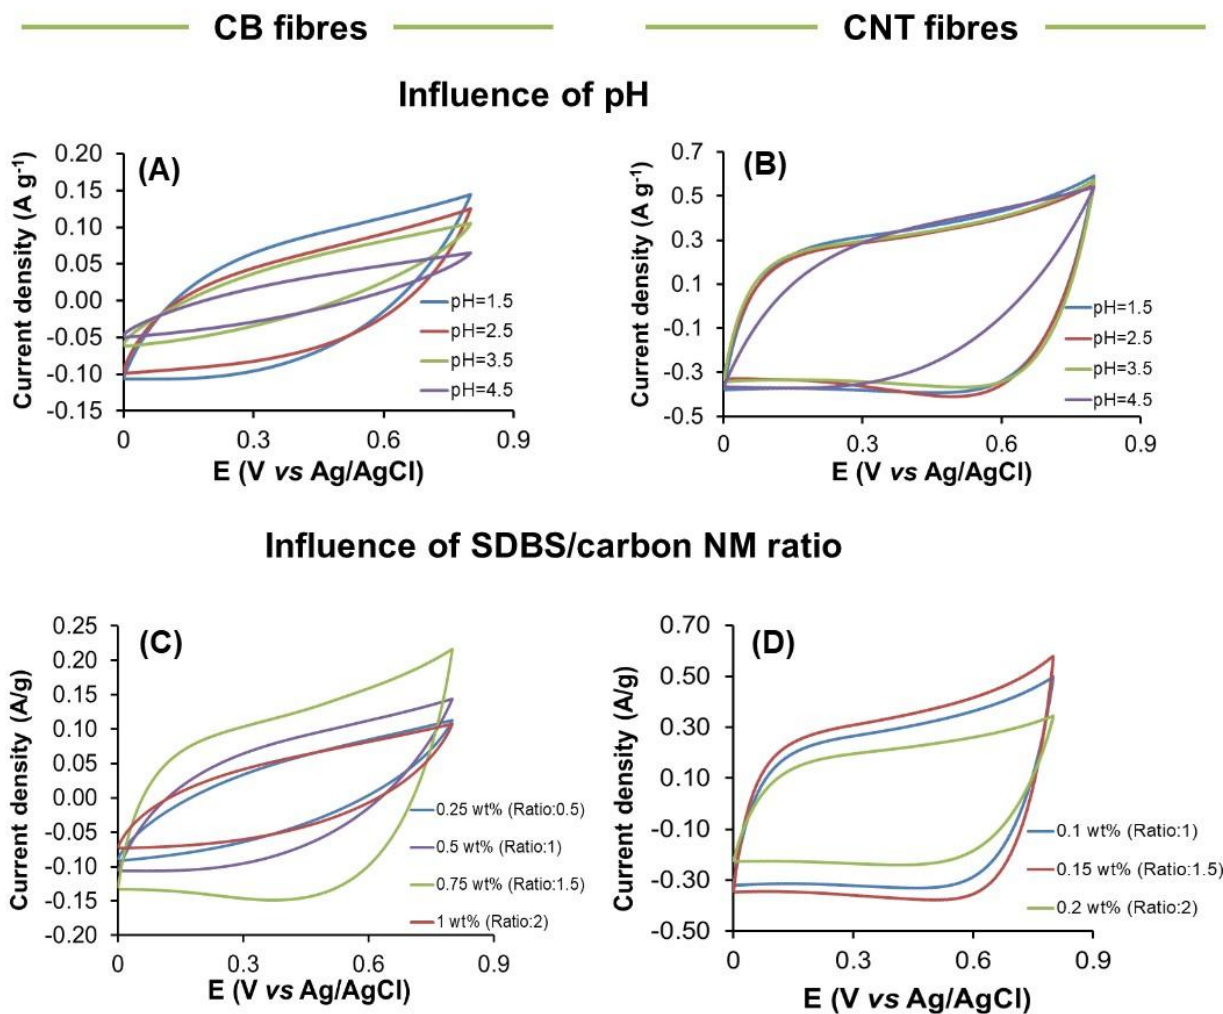 CB fibres
CNT fibres
Influence of pH
(A)
Current density (A g⁻¹)
0.20
0.15
0.10
0.05
0.00
-0.05
-0.10
-0.15
0
0.3
0.6
0.9
E (V vs Ag/AgCl)
pH=1.5
pH=2.5
pH=3.5
pH=4.5
(B)
Current density (A g⁻¹)
0.7
0.5
0.3
0.1
-0.1
-0.3
-0.5
0
0.3
0.6
0.9
E (V vs Ag/AgCl)
pH=1.5
pH=2.5
pH=3.5
pH=4.5
Influence of SDBS/carbon NM ratio
(C)
Current density (A/g)
0.25
0.20
0.15
0.10
0.05
0.00
-0.05
-0.10
-0.15
-0.20
0
0.3
0.6
0.9
E (V vs Ag/AgCl)
0.25 wt% (Ratio:0.5)
0.5 wt% (Ratio:1)
0.75 wt% (Ratio:1.5)
1 wt% (Ratio:2)
(D)
Current density (A/g)
0.70
0.50
0.30
0.10
-0.10
-0.30
-0.50
0
0.3
0.6
0.9
E (V vs Ag/AgCl)
0.1 wt% (Ratio:1)
0.15 wt% (Ratio:1.5)
0.2 wt% (Ratio:2)